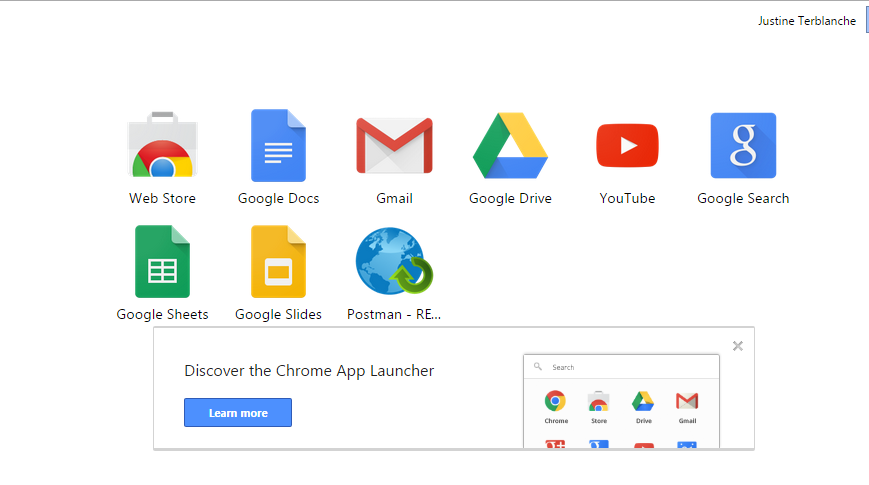 Justine Terblanche
Web Store
Google Docs
Gmail
Google Drive
YouTube
Google Search
Google Sheets
Google Slides
Postman - RE...
Discover the Chrome App Launcher
Learn more
Search
Chrome
Store
Drive
Gmail